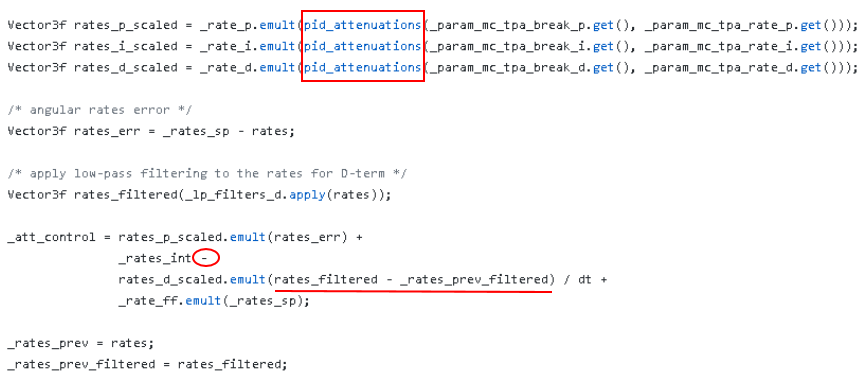 Vector3f rates_p_scaled = _rate_p.emult(pid_attenuations(_param_mc_tpa_break_p.get(), _param_mc_tpa_rate_p.get()));
Vector3f rates_i_scaled = _rate_i.emult(pid_attenuations(_param_mc_tpa_break_i.get(), _param_mc_tpa_rate_i.get()));
Vector3f rates_d_scaled = _rate_d.emult(pid_attenuations(_param_mc_tpa_break_d.get(), _param_mc_tpa_rate_d.get()));
/* angular rates error */
Vector3f rates_err = _rates_sp - rates;
/* apply low-pass filtering to the rates for D-term */
Vector3f rates_filtered(_lp_filters_d.apply(rates));
_att_control = rates_p_scaled.emult(rates_err) +
_rates_int -
rates_d_scaled.emult(rates_filtered - _rates_prev_filtered) / dt +
_rate_ff.emult(_rates_sp);
_rates_prev = rates;
_rates_prev_filtered = rates_filtered;